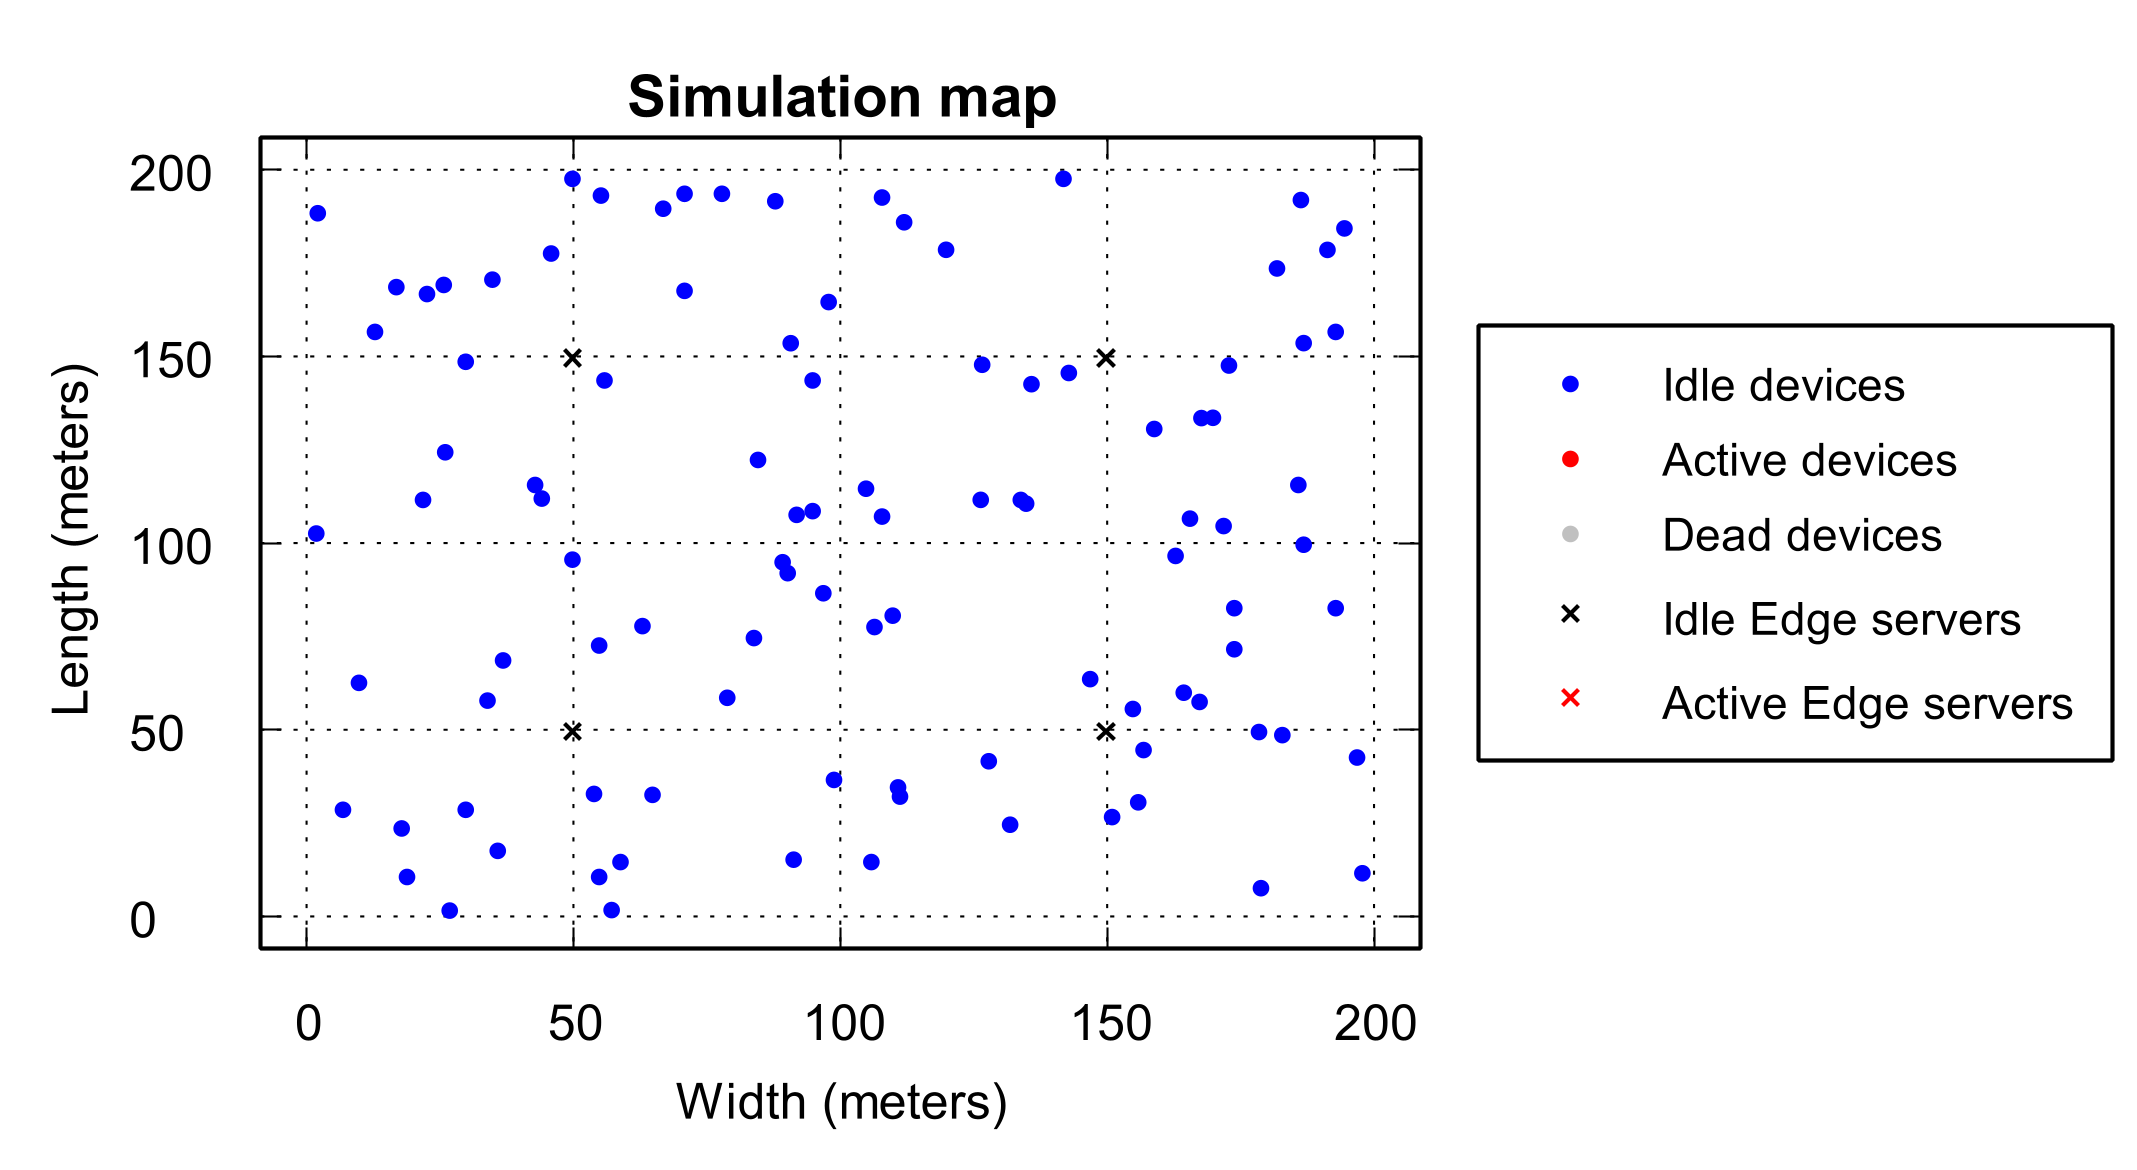 Simulation map
200
150
100
50
0
Length (meters)
0 50 100 150 200
Width (meters)
Idle devices
Active devices
Dead devices
Idle Edge servers
Active Edge servers